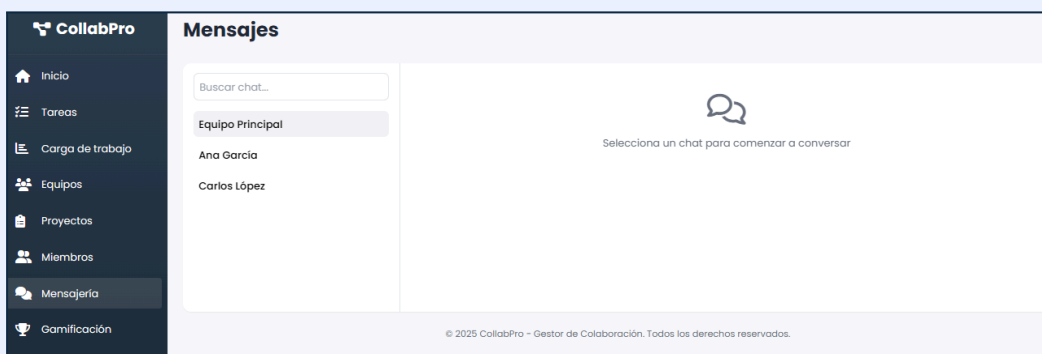 CollabPro
Inicio
Tareas
Carga de trabajo
Equipos
Proyectos
Miembros
Mensajería
Gamificación
Mensajes
Buscar chat...
Equipo Principal
Ana García
Carlos López
Selecciona un chat para comenzar a conversar
© 2025 CollabPro - Gestor de Colaboración. Todos los derechos reservados.